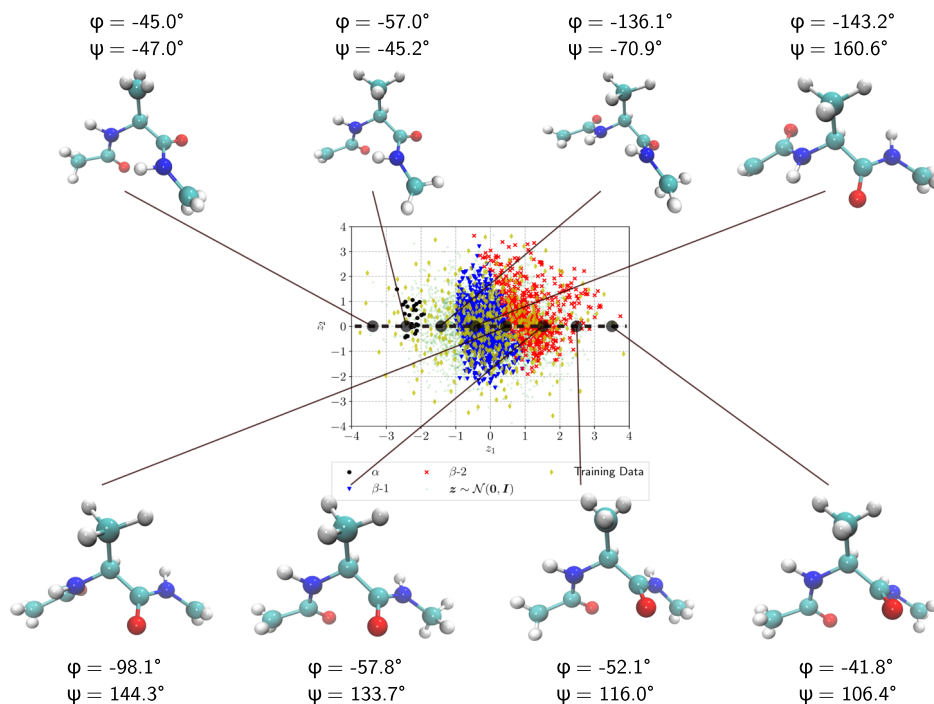 φ = -45.0°
ψ = -47.0°
φ = -57.0°
ψ = -45.2°
φ = -136.1°
ψ = -70.9°
φ = -143.2°
ψ = 160.6°
4
3
2
1
0
−1
−2
−3
−4
z₂
−4 −3 −2 −1 0 1 2 3 4
z₁
α
β-1
β-2
z ∼ N(0, I)
Training Data
φ = -98.1°
ψ = 144.3°
φ = -57.8°
ψ = 133.7°
φ = -52.1°
ψ = 116.0°
φ = -41.8°
ψ = 106.4°